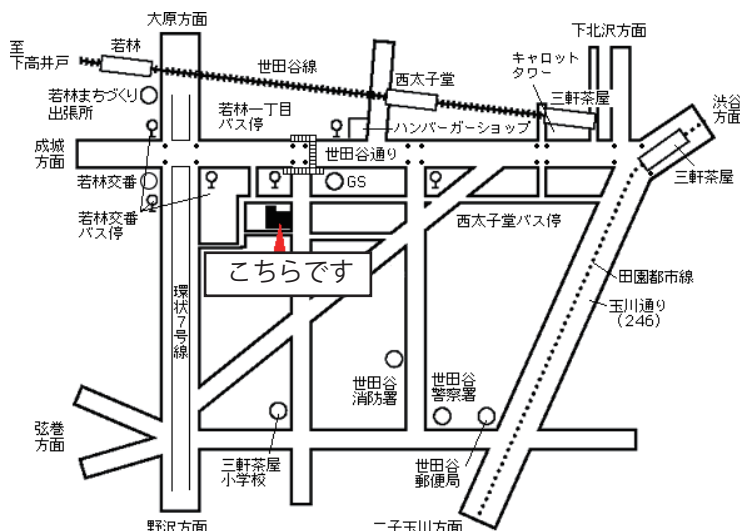 大原方面
下北沢方面
至
下高井戸
若林
世田谷線
西太子堂
キャロット
タワー
三軒茶屋
渋谷
方面
若林まちづくり
出張所
若林一丁目
バス停
ハンバーガーショップ
成城
方面
世田谷通り
三軒茶屋
若林交番
GS
若林交番
バス停
西太子堂バス停
こちらです
田園都市線
玉川通り
(246)
環状7号線
世田谷
消防署
世田谷
警察署
弦巻
方面
三軒茶屋
小学校
世田谷
郵便局
野沢方面
二子玉川方面